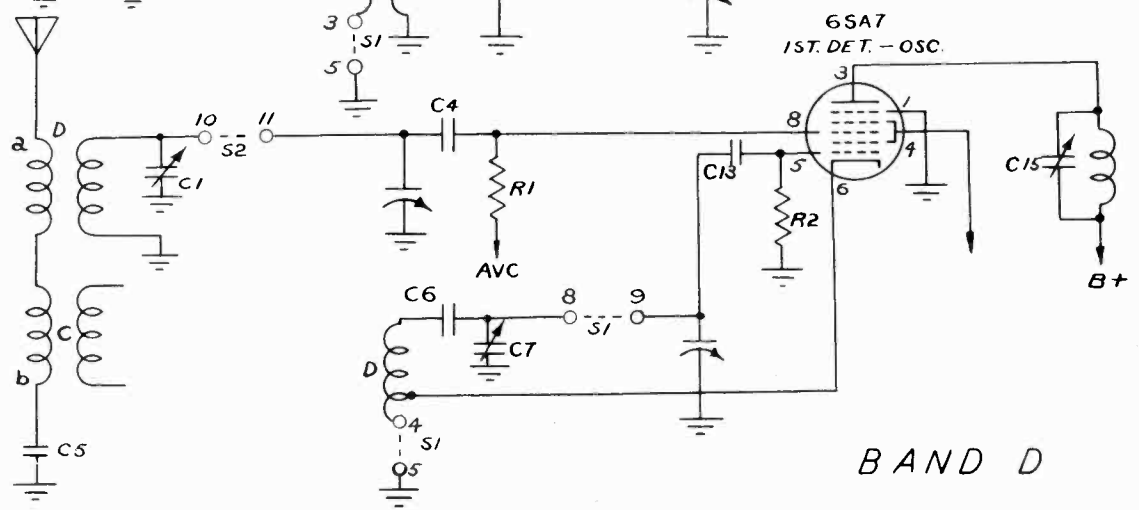 3
S1
5
6SA7
1ST. DET. - OSC.
3
a
D
10
11
S2
C1
C4
8
1
5
4
6
C13
R1
R2
C15
AVC
B+
C
b
C5
C6
8
9
S1
C7
D
4
S1
5
BAND D